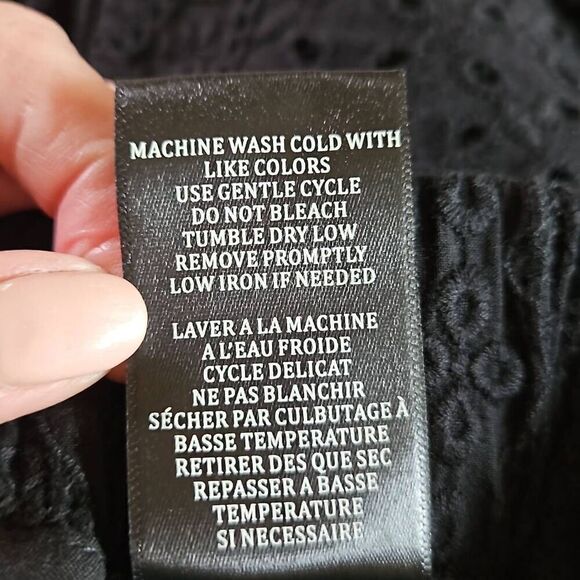 MACHINE WASH COLD WITH
LIKE COLORS
USE GENTLE CYCLE
DO NOT BLEACH
TUMBLE DRY LOW
REMOVE PROMPTLY
LOW IRON IF NEEDED
LAVER A LA MACHINE
A L'EAU FROIDE
CYCLE DELICAT
NE PAS BLANCHIR
SÉCHER PAR CULBUTAGE À
BASSE TEMPERATURE
RETIRER DES QUE SEC
REPASSER A BASSE
TEMPERATURE
SI NECESSAIRE